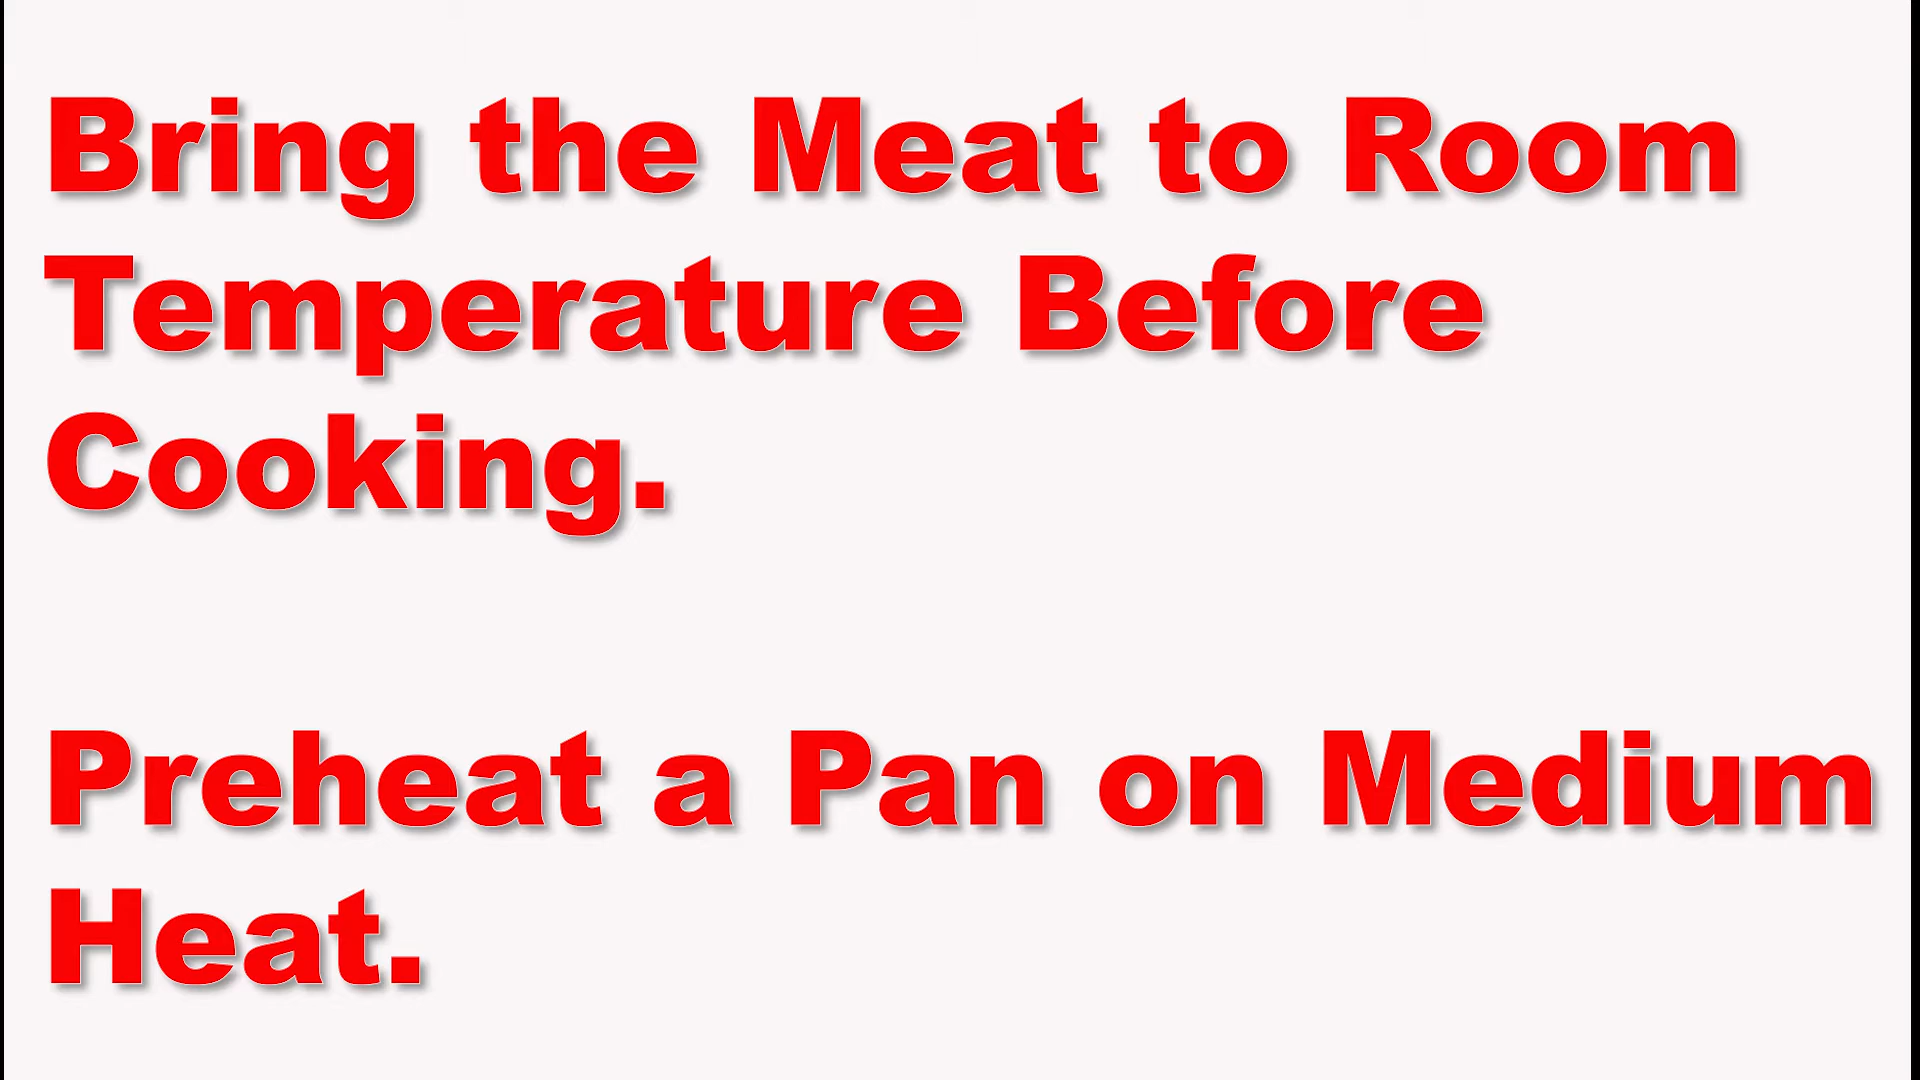 Bring the Meat to Room
Temperature Before
Cooking.
Preheat a Pan on Medium
Heat.